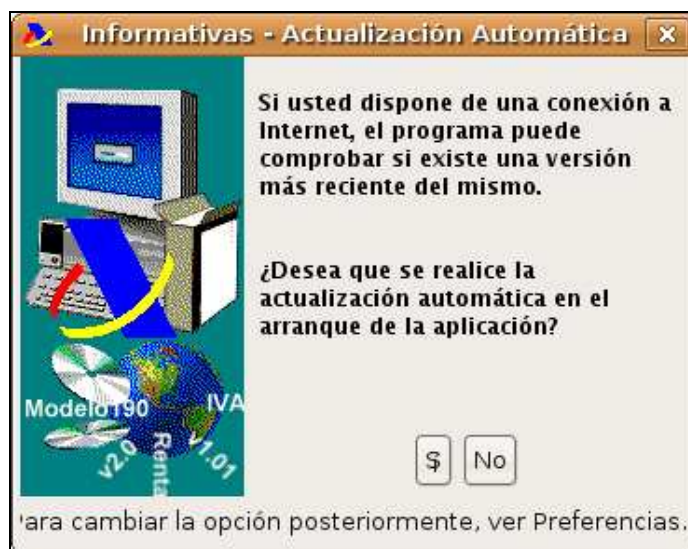 Informativas - Actualización Automática
Si usted dispone de una conexión a
Internet, el programa puede
comprobar si existe una versión
más reciente del mismo.
¿Desea que se realice la
actualización automática en el
arranque de la aplicación?
Modelo190
IVA
v2.0
Renta
v1.01
No
ara cambiar la opción posteriormente, ver Preferencias.